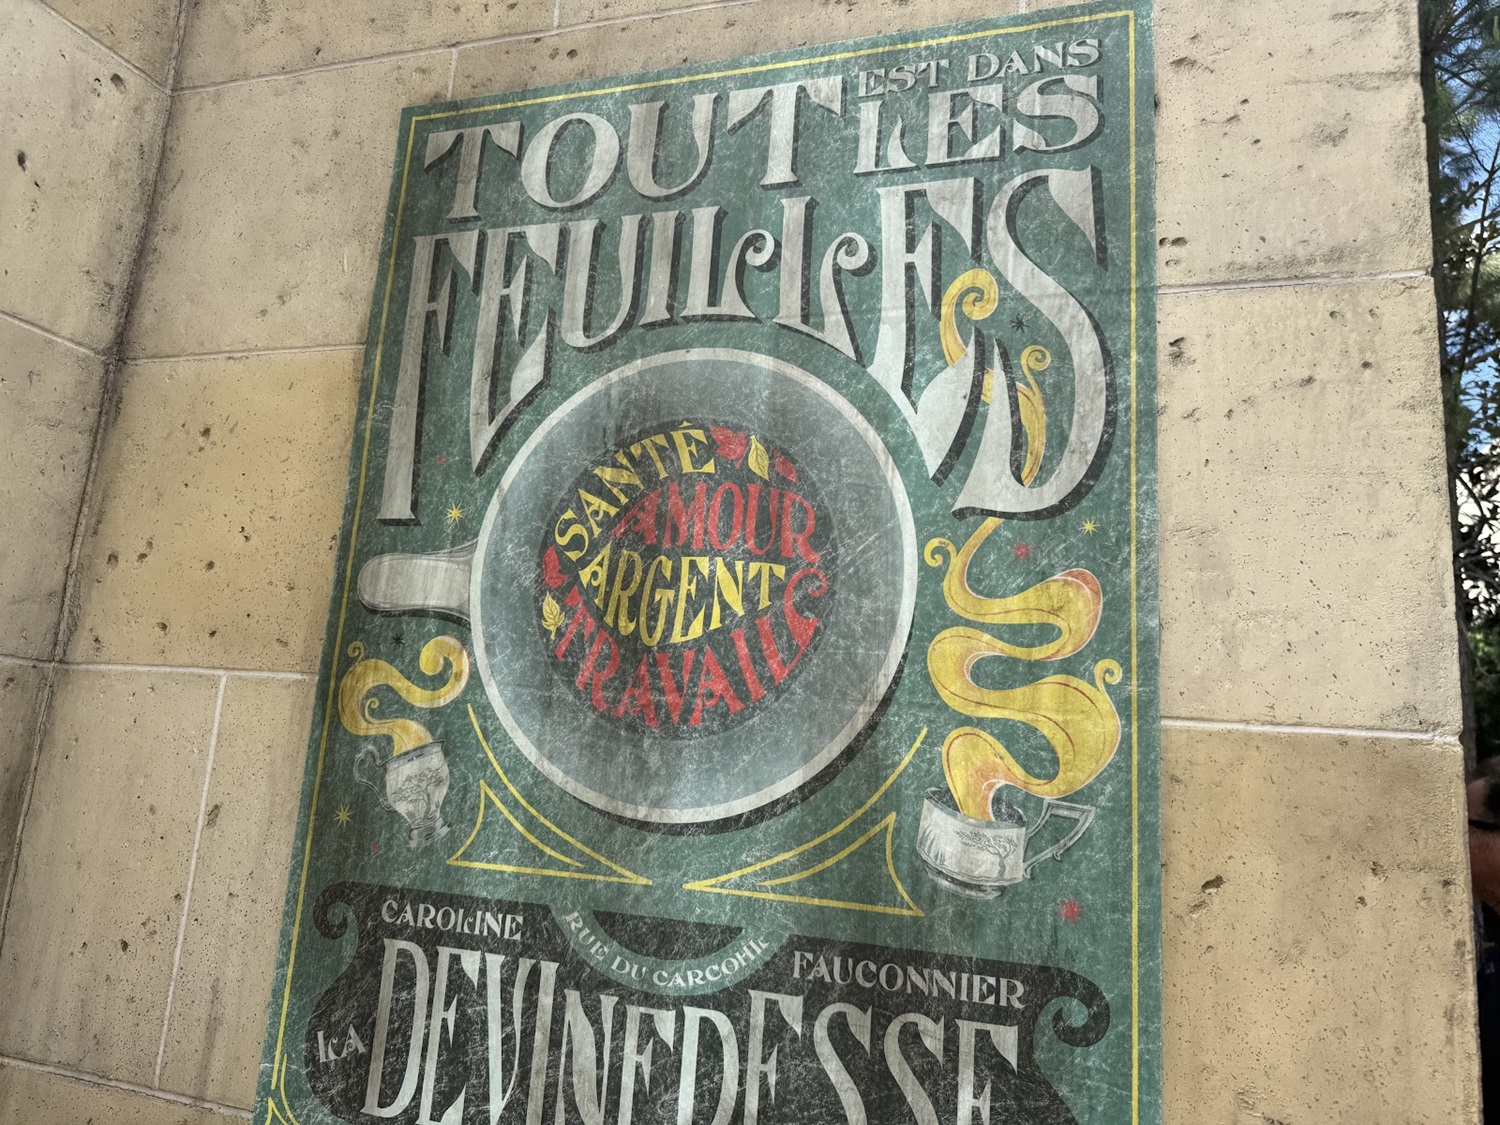 TOUT EST DANS LES
FEUILLES
SANTÉ
AMOUR
ARGENT
TRAVAIL
CAROLINE
RUE DU CARCOHL
FAUCONNIER
LA DEVINERESSE